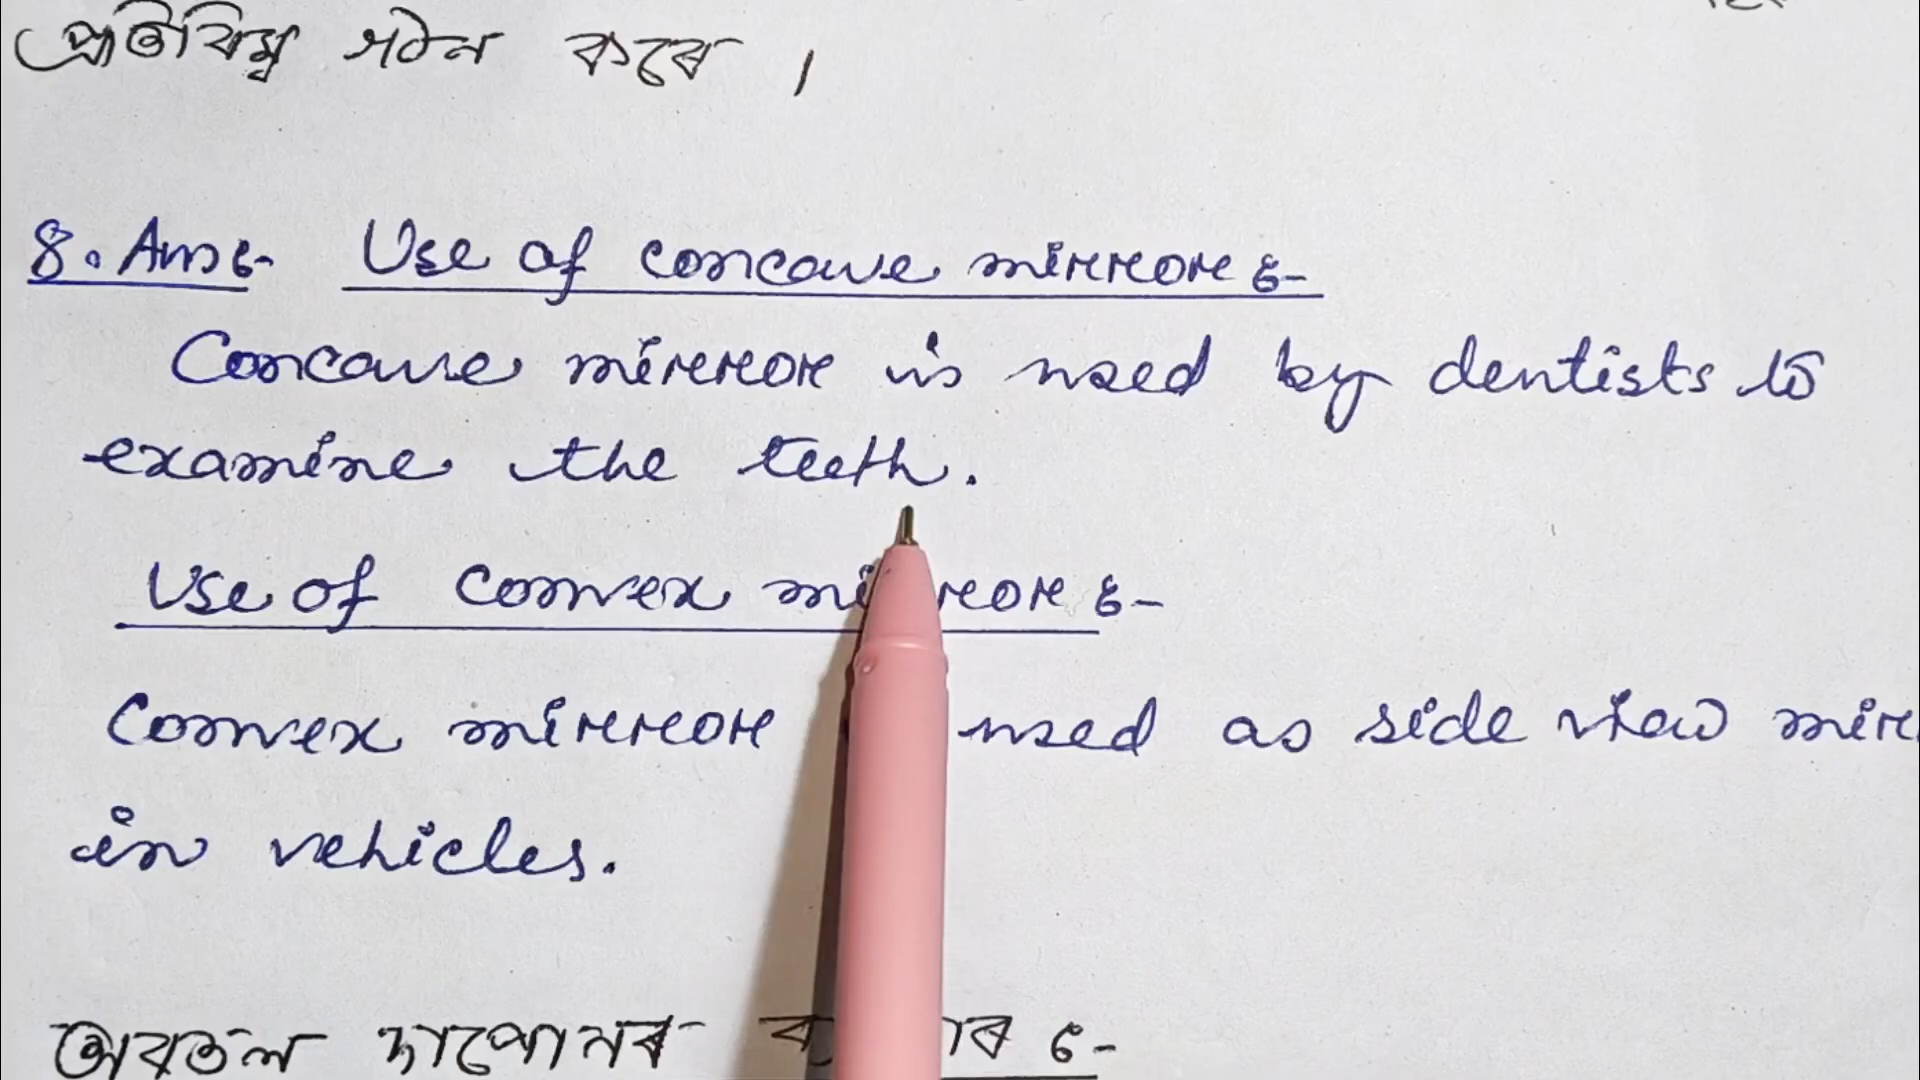 প্ৰতিবিম্ব গঠন কৰে ।
8. Ans:- Use of concave mirror :-
Concave mirror is used by dentists to
examine the teeth.
Use of convex mirror :-
Convex mirror used as side view
in vehicles.
অৱতল দাপোনৰ :-